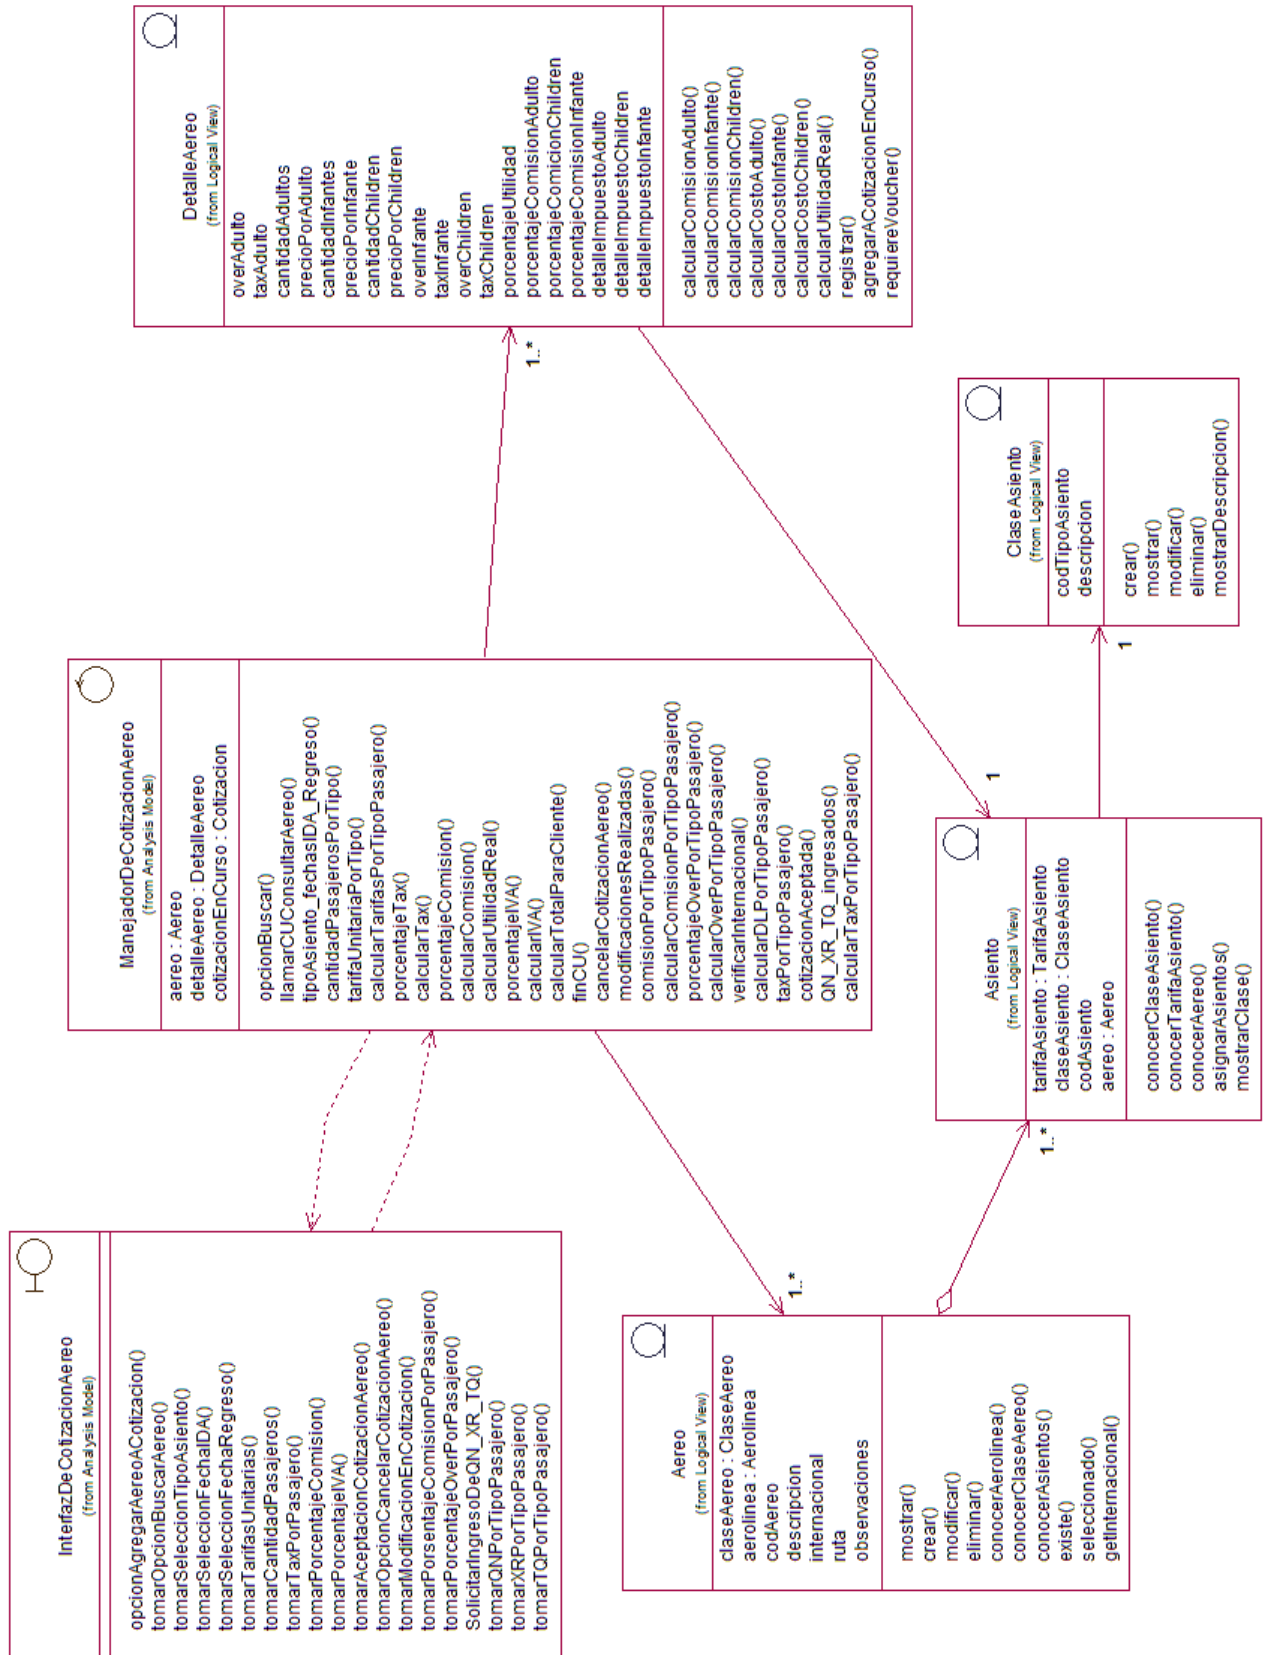 InterfazDeCotizacionAereo
(from Analysis Model)
opcionAgregarAereoACotizacion()
tomarOpcionBuscarAereo()
tomarSeleccionTipoAsiento()
tomarSeleccionFechaIDA()
tomarSeleccionFechaRegreso()
tomarTarifasUnitarias()
tomarCantidadPasajeros()
tomarTaxPorPasajero()
tomarPorcentajeComision()
tomarPorcentajeIVA()
tomarAceptacionCotizacionAereo()
tomarOpcionCancelarCotizacionAereo()
tomarModificacionEnCotizacion()
tomarPorsentajeComisionPorPasajero()
tomarPorcentajeOverPorPasajero()
SolicitarIngresoDeQN_XR_TQ()
tomarQNPorTipoPasajero()
tomarXRPorTipoPasajero()
tomarTQPorTipoPasajero()
ManejadorDeCotizacionAereo
(from Analysis Model)
aereo : Aereo
detalleAereo : DetalleAereo
cotizacionEnCurso : Cotizacion
opcionBuscar()
llamarCUConsultarAereo()
tipoAsiento_fechasIDA_Regreso()
cantidadPasajerosPorTipo()
tarifaUnitariaPorTipo()
calcularTarifasPorTipoPasajero()
porcentajeTax()
calcularTax()
porcentajeComision()
calcularComision()
calcularUtilidadReal()
porcentajeIVA()
calcularIVA()
calcularTotalParaCliente()
finCU()
cancelarCotizacionAereo()
modificacionesRealizadas()
comisionPorTipoPasajero()
calcularComisionPorTipoPasajero()
porcentajeOverPorTipoPasajero()
calcularOverPorTipoPasajero()
verificarInternacional()
calcularDLPorTipoPasajero()
taxPorTipoPasajero()
cotizacionAceptada()
QN_XR_TQ_ingresados()
calcularTaxPorTipoPasajero()
DetalleAereo
(from Logical View)
overAdulto
taxAdulto
cantidadAdultos
precioPorAdulto
cantidadInfantes
precioPorInfante
cantidadChildren
precioPorChildren
overInfante
taxInfante
overChildren
taxChildren
porcentajeUtilidad
porcentajeComisionAdulto
porcentajeComicionChildren
porcentajeComisionInfante
detalleImpuestoAdulto
detalleImpuestoChildren
detalleImpuestoInfante
calcularComisionAdulto()
calcularComisionInfante()
calcularComisionChildren()
calcularCostoAdulto()
calcularCostoInfante()
calcularCostoChildren()
calcularUtilidadReal()
registrar()
agregarACotizacionEnCurso()
requiereVoucher()
1..*
1..*
1
Aereo
(from Logical View)
claseAereo : ClaseAereo
aerolinea : Aerolinea
codAereo
descripcion
internacional
ruta
observaciones
mostrar()
crear()
modificar()
eliminar()
conocerAerolinea()
conocerClaseAereo()
conocerAsientos()
existe()
seleccionado()
getInternacional()
1..*
Asiento
(from Logical View)
tarifaAsiento : TarifaAsiento
claseAsiento : ClaseAsiento
codAsiento
aereo : Aereo
conocerClaseAsiento()
conocerTarifaAsiento()
conocerAereo()
asignarAsientos()
mostrarClase()
1
ClaseAsiento
(from Logical View)
codTipoAsiento
descripcion
crear()
mostrar()
modificar()
eliminar()
mostrarDescripcion()